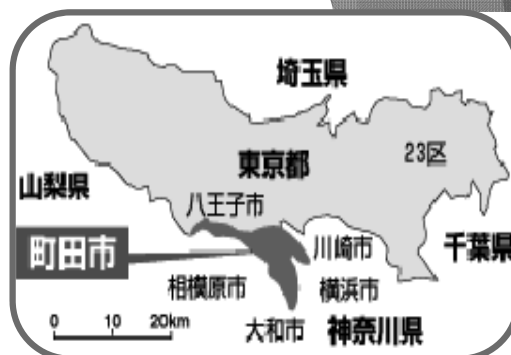 埼玉県
東京都
23区
山梨県
八王子市
町田市
川崎市
千葉県
相模原市
横浜市
0 10 20km
大和市
神奈川県